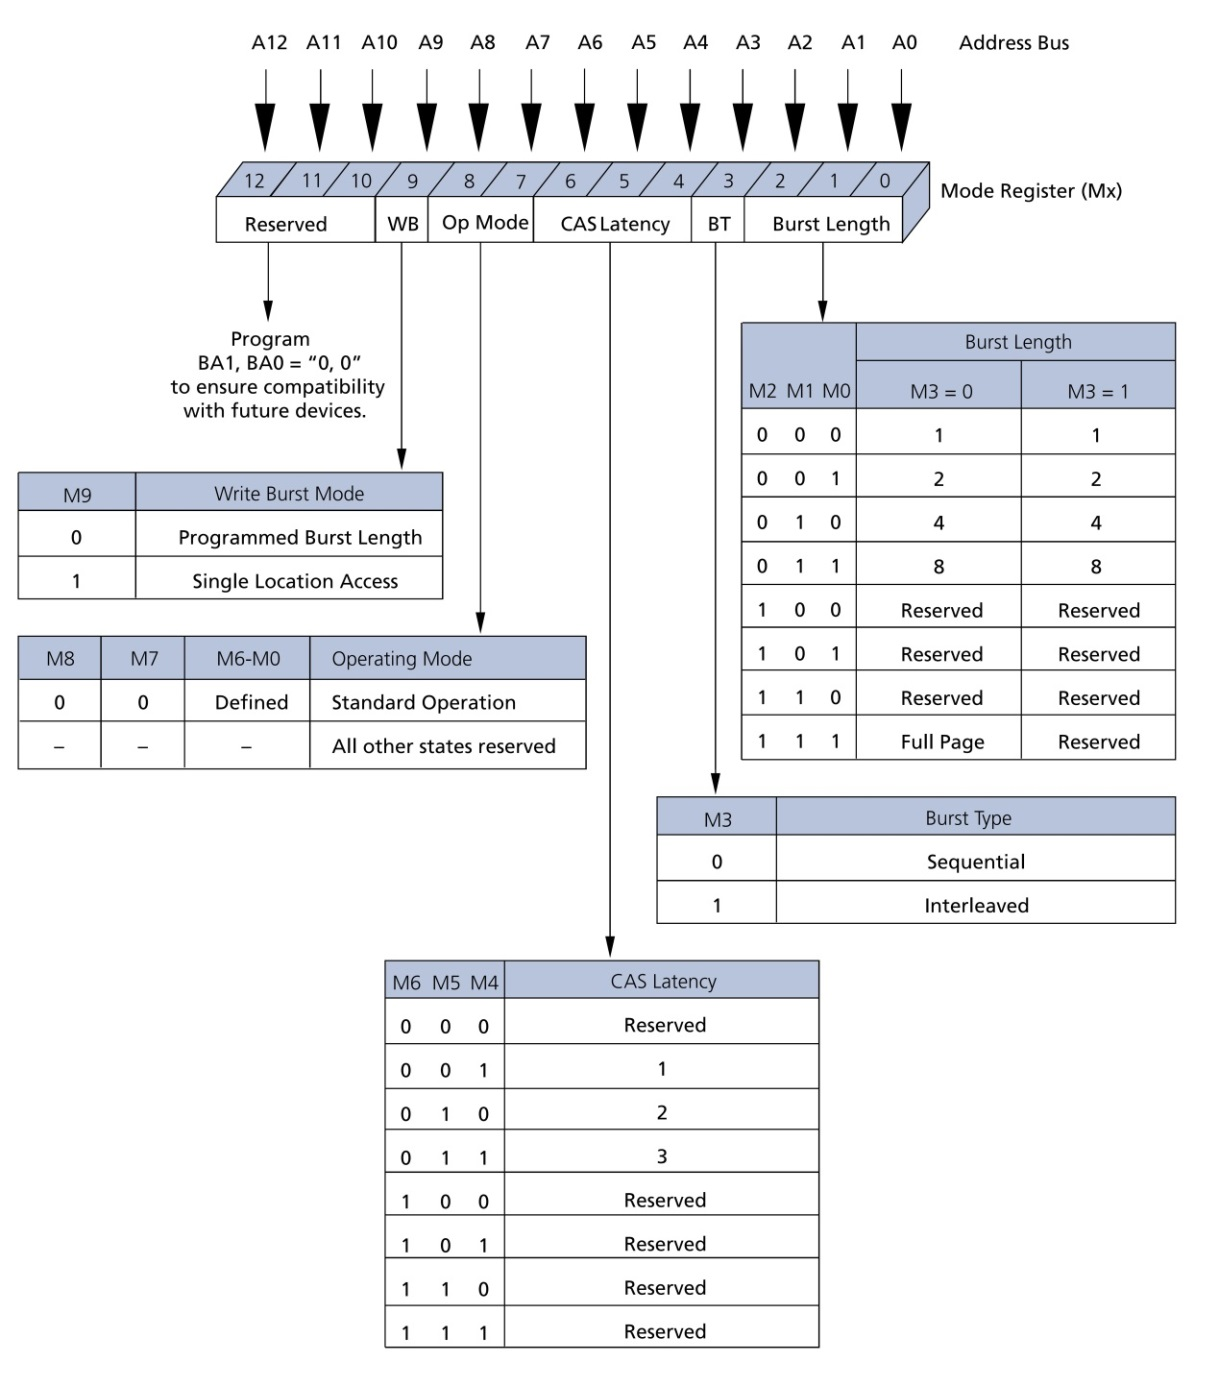 A12 A11 A10 A9 A8 A7 A6 A5 A4 A3 A2 A1 A0 Address Bus
12 11 10 9 8 7 6 5 4 3 2 1 0 Mode Register (Mx)
Reserved WB Op Mode CAS Latency BT Burst Length
Program
BA1, BA0 = “0, 0”
to ensure compatibility
with future devices.
M9 Write Burst Mode
0 Programmed Burst Length
1 Single Location Access
M8 M7 M6-M0 Operating Mode
0 0 Defined Standard Operation
– – – All other states reserved
Burst Length
M2 M1 M0 M3 = 0 M3 = 1
0 0 0 1 1
0 0 1 2 2
0 1 0 4 4
0 1 1 8 8
1 0 0 Reserved Reserved
1 0 1 Reserved Reserved
1 1 0 Reserved Reserved
1 1 1 Full Page Reserved
M3 Burst Type
0 Sequential
1 Interleaved
M6 M5 M4 CAS Latency
0 0 0 Reserved
0 0 1 1
0 1 0 2
0 1 1 3
1 0 0 Reserved
1 0 1 Reserved
1 1 0 Reserved
1 1 1 Reserved